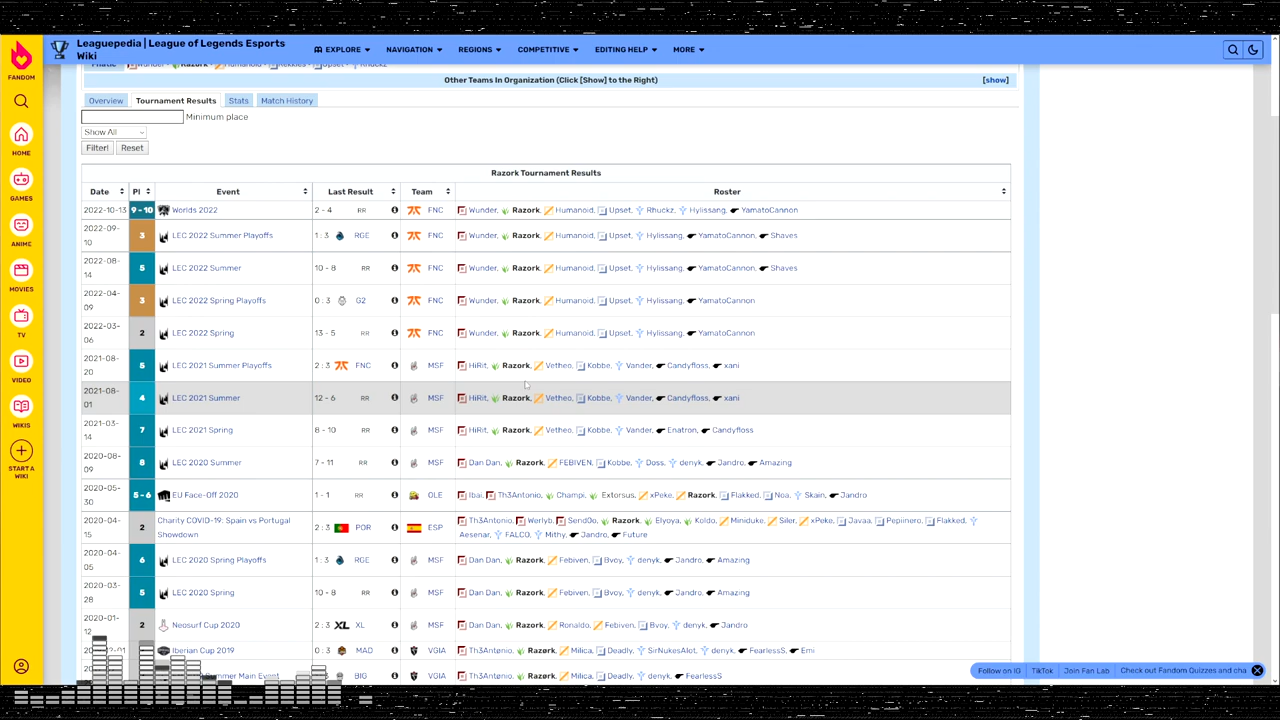 Leaguepedia | League of Legends Esports Wiki
EXPLORE NAVIGATION REGIONS COMPETITIVE EDITING HELP MORE
FANDOM
HOME
GAMES
ANIME
MOVIES
TV
VIDEO
WIKIS
START A WIKI
Other Teams In Organization (Click [Show] to the Right) [show]
Overview Tournament Results Stats Match History
Minimum place
Show All
Filter! Reset
Razork Tournament Results
Date Pl Event Last Result Team Roster
2022-10-13 9 - 10 Worlds 2022 2 - 4 RR FNC Wunder, Razork, Humanoid, Upset, Rhuckz, Hylissang, YamatoCannon
2022-09-10 3 LEC 2022 Summer Playoffs 1 : 3 RGE FNC Wunder, Razork, Humanoid, Upset, Hylissang, YamatoCannon, Shaves
2022-08-14 5 LEC 2022 Summer 10 - 8 RR FNC Wunder, Razork, Humanoid, Upset, Hylissang, YamatoCannon, Shaves
2022-04-09 3 LEC 2022 Spring Playoffs 0 : 3 G2 FNC Wunder, Razork, Humanoid, Upset, Hylissang, YamatoCannon
2022-03-06 2 LEC 2022 Spring 13 - 5 RR FNC Wunder, Razork, Humanoid, Upset, Hylissang, YamatoCannon
2021-08-20 5 LEC 2021 Summer Playoffs 2 : 3 FNC MSF HiRit, Razork, Vetheo, Kobbe, Vander, Candyfloss, xani
2021-08-01 4 LEC 2021 Summer 12 - 6 RR MSF HiRit, Razork, Vetheo, Kobbe, Vander, Candyfloss, xani
2021-03-14 7 LEC 2021 Spring 8 - 10 RR MSF HiRit, Razork, Vetheo, Kobbe, Vander, Enatron, Candyfloss
2020-08-09 8 LEC 2020 Summer 7 - 11 RR MSF Dan Dan, Razork, FEBIVEN, Kobbe, Doss, denyk, Jandro, Amazing
2020-05-30 5 - 6 EU Face-Off 2020 1 - 1 RR OLE Ibai, Th3Antonio, Champi, Extorsus, xPeke, Razork, Flakked, Noa, Skain, Jandro
2020-04-15 2 Charity COVID-19: Spain vs Portugal Showdown 2 : 3 POR ESP Th3Antonio, Werlyb, Send0o, Razork, Elyoya, Koldo, Miniduke, Siler, xPeke, Javaa, Pepiinero, Flakked, Aesenar, FALCO, Mithy, Jandro, Future
2020-04-05 6 LEC 2020 Spring Playoffs 1 : 3 RGE MSF Dan Dan, Razork, Febiven, Bvoy, denyk, Jandro, Amazing
2020-03-28 5 LEC 2020 Spring 10 - 8 RR MSF Dan Dan, Razork, Febiven, Bvoy, denyk, Jandro, Amazing
2020-01-12 2 Neosurf Cup 2020 2 : 3 XL XL MSF Dan Dan, Razork, Ronaldo, Febiven, Bvoy, denyk, Jandro
Iberian Cup 2019 0 : 3 MAD VGIA Th3Antonio, Razørk, Milica, Deadly, SirNukesAlot, denyk, FearlessS, Emi
Main Event VGIA Th3Antonio, Razørk, Milica, Deadly, denyk, FearlessS
Follow on IG TikTok Join Fan Lab Check out Fandom Quizzes and cha